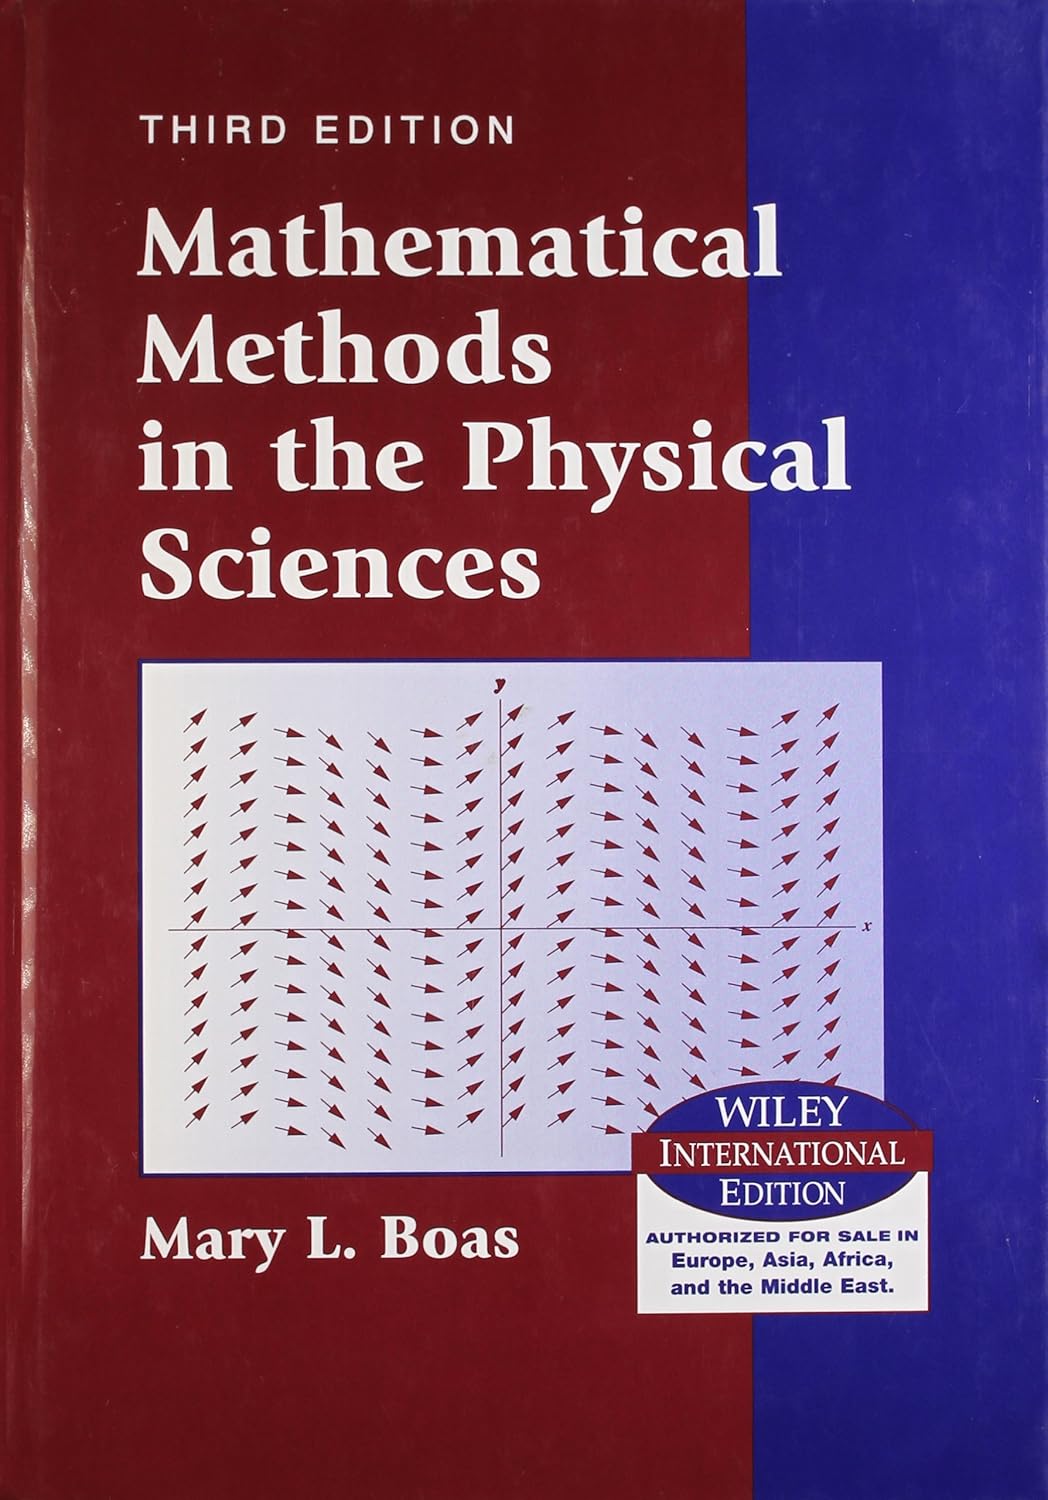 THIRD EDITION
Mathematical
Methods
in the Physical
Sciences
y
x
Mary L. Boas
WILEY
INTERNATIONAL
EDITION
AUTHORIZED FOR SALE IN
Europe, Asia, Africa,
and the Middle East.